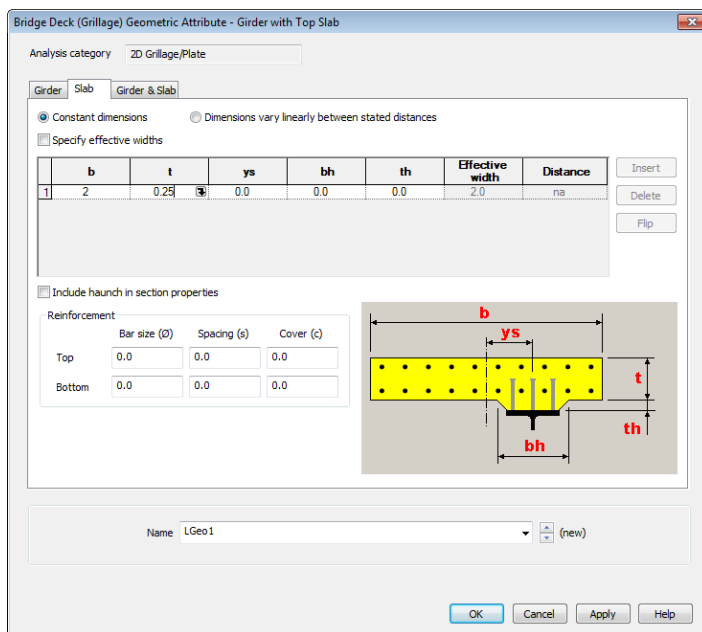 Bridge Deck (Grillage) Geometric Attribute - Girder with Top Slab
Analysis category 2D Grillage/Plate
Girder Slab Girder & Slab
Constant dimensions Dimensions vary linearly between stated distances
Specify effective widths
b t ys bh th Effective width Distance
1 2 0.25 0.0 0.0 0.0 2.0 na
Insert
Delete
Flip
Include haunch in section properties
Reinforcement
Bar size (Ø) Spacing (s) Cover (c)
Top 0.0 0.0 0.0
Bottom 0.0 0.0 0.0
b
ys
t
th
bh
Name LGeo1 (new)
OK Cancel Apply Help